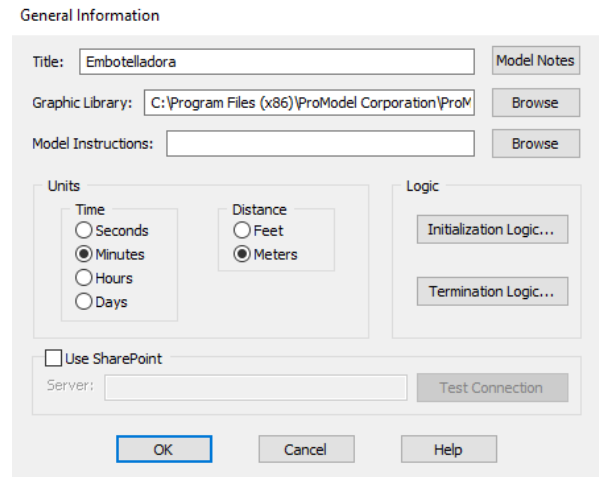 General Information
Title: Embotelladora Model Notes
Graphic Library: C:\Program Files (x86)\ProModel Corporation\ProM Browse
Model Instructions: Browse
Units Logic
Time Distance
Seconds Feet Initialization Logic...
Minutes Meters
Hours
Termination Logic...
Days
Use SharePoint
Server: Test Connection
OK Cancel Help